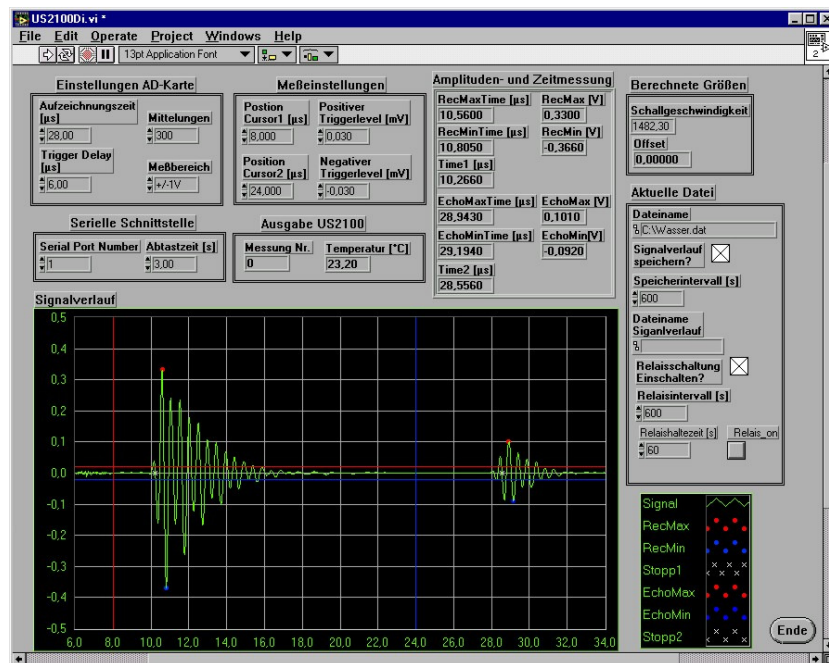 US2100Di.vi *
File Edit Operate Project Windows Help
13pt Application Font
2
Einstellungen AD-Karte
Aufzeichnungszeit [µs]
28,00
Mittelungen
300
Trigger Delay [µs]
6,00
Meßbereich
+/-1V
Meßeinstellungen
Postion Cursor1 [µs]
8,000
Positiver Triggerlevel [mV]
0,030
Position Cursor2 [µs]
24,000
Negativer Triggerlevel [mV]
-0,030
Amplituden- und Zeitmessung
RecMaxTime [µs] RecMax [V]
10,5600 0,3300
RecMinTime [µs] RecMin [V]
10,8050 -0,3660
Time1 [µs]
10,2660
EchoMaxTime [µs] EchoMax [V]
28,9430 0,1010
EchoMinTime [µs] EchoMin[V]
29,1940 -0,0920
Time2 [µs]
28,5560
Berechnete Größen
Schallgeschwindigkeit
1482,30
Offset
0,00000
Serielle Schnittstelle
Serial Port Number Abtastzeit [s]
1 3,00
Ausgabe US2100
Messung Nr. Temperatur [°C]
0 23,20
Aktuelle Datei
Dateiname
C:\Wasser.dat
Signalverlauf speichern?
Speicherintervall [s]
600
Dateiname Siganlverlauf
Relaisschaltung Einschalten?
Relaisintervall [s]
600
Relaishaltezeit [s] Relais_on
60
Signalverlauf
0,5
0,4
0,3
0,2
0,1
0,0
-0,1
-0,2
-0,3
-0,4
-0,5
6,0 8,0 10,0 12,0 14,0 16,0 18,0 20,0 22,0 24,0 26,0 28,0 30,0 32,0 34,0
Signal
RecMax
RecMin
Stopp1
EchoMax
EchoMin
Stopp2
Ende